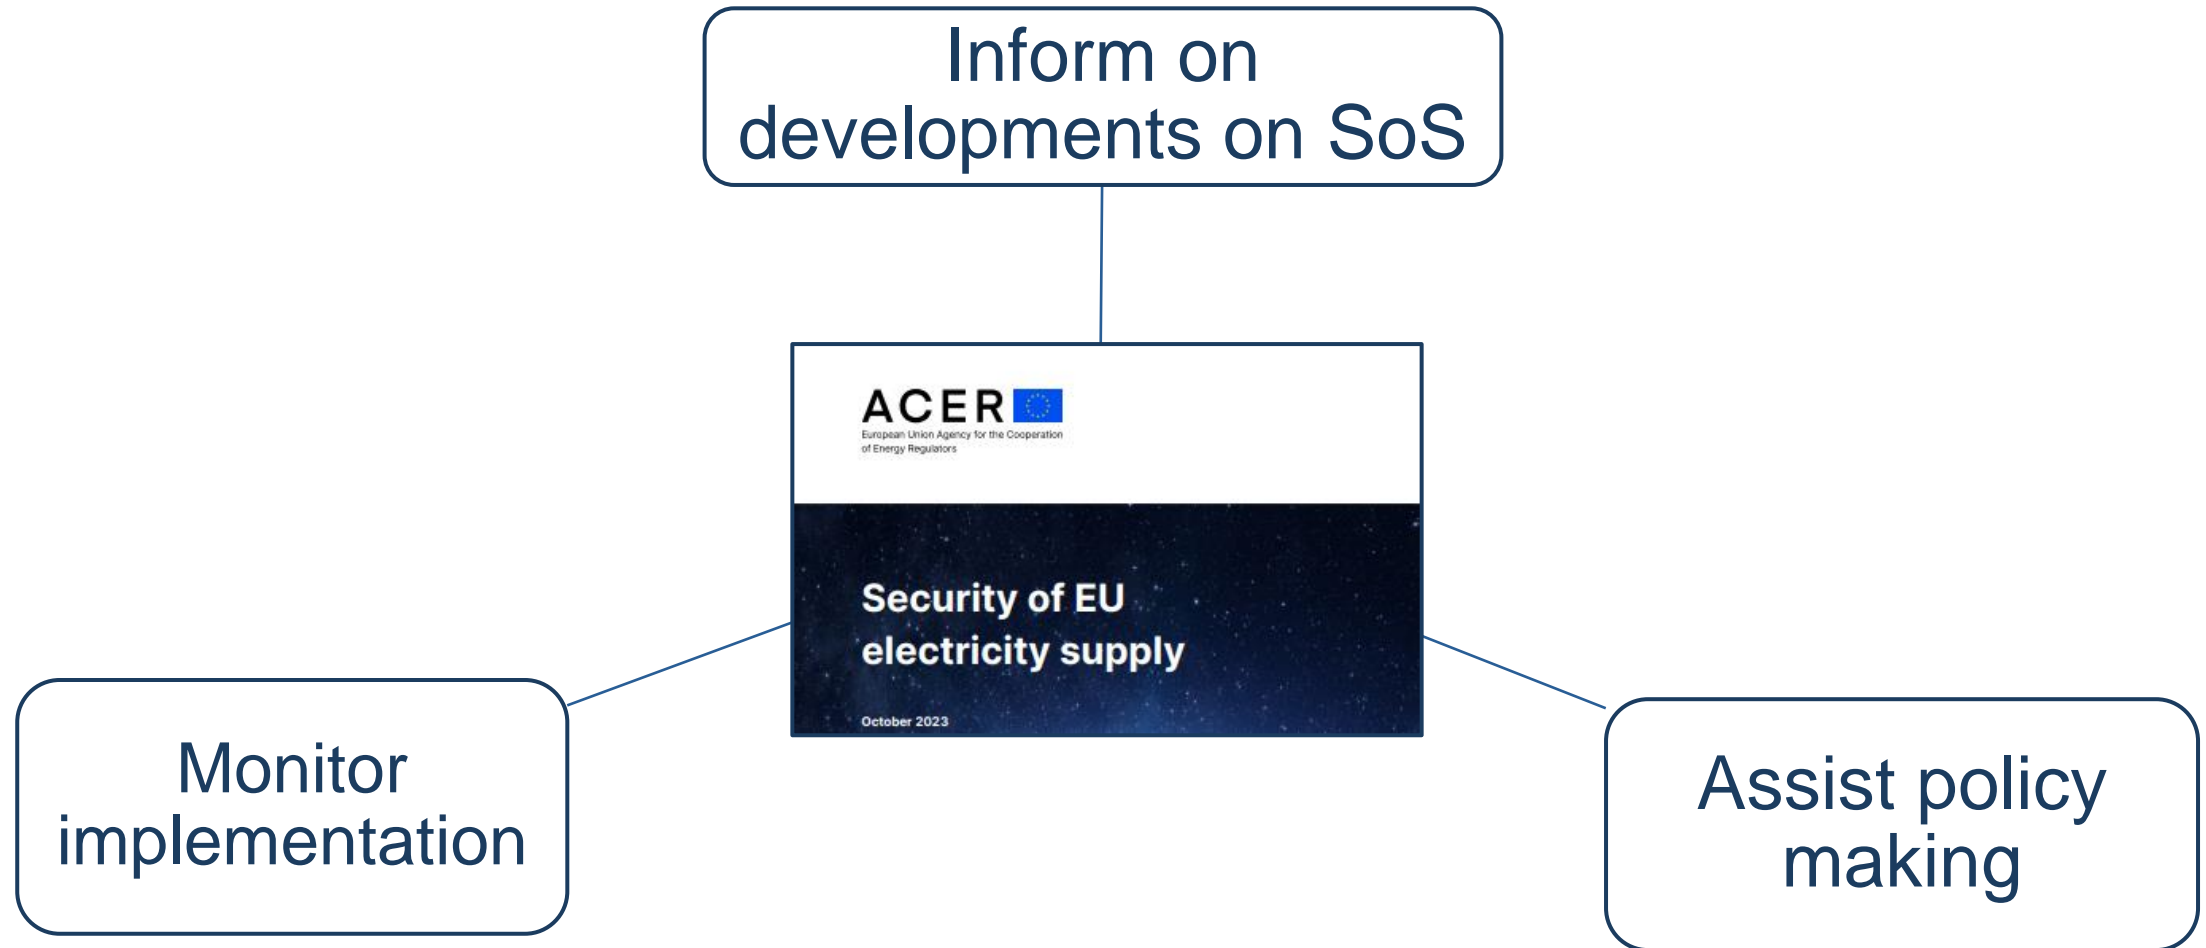 Inform on
developments on SoS
ACER
European Union Agency for the Cooperation
of Energy Regulators
Security of EU
electricity supply
October 2023
Monitor
implementation
Assist policy
making